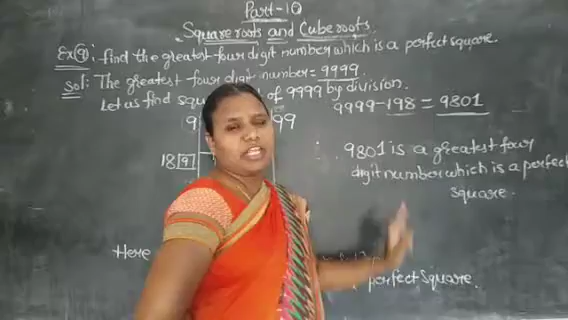 Part-10
Square roots and Cube roots.
Ex(9): find the greatest four digit number which is a perfect square.
Sol: The greatest four digit number = 9999
Let us find squ of 9999 by division.
9999-198 = 9801
9
99
18 97
∴ 9801 is a greatest four
digit number which is a perfect
square.
Here
perfect square.